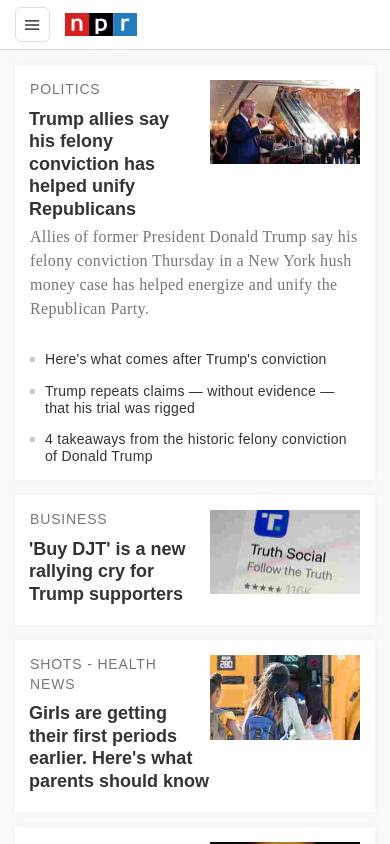 npr
POLITICS
Trump allies say
his felony
conviction has
helped unify
Republicans
Allies of former President Donald Trump say his
felony conviction Thursday in a New York hush
money case has helped energize and unify the
Republican Party.
Here's what comes after Trump's conviction
Trump repeats claims — without evidence —
that his trial was rigged
4 takeaways from the historic felony conviction
of Donald Trump
BUSINESS
'Buy DJT' is a new
rallying cry for
Trump supporters
T.
Truth Social
Follow the Truth
116K
SHOTS - HEALTH
NEWS
Girls are getting
their first periods
earlier. Here's what
parents should know
280